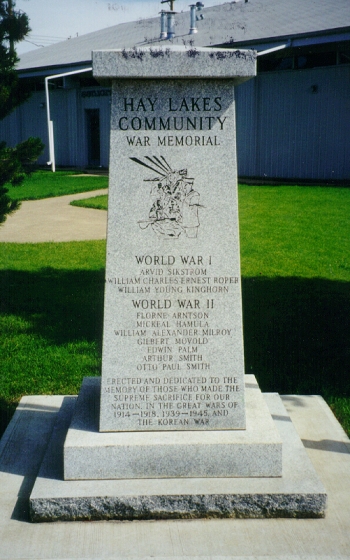 HAY LAKES
COMMUNITY
WAR MEMORIAL
WORLD WAR I
ARVID SIKSTROM
WILLIAM CHARLES ERNEST ROPER
WILLIAM YOUNG KINGHORN
WORLD WAR II
FLORNE ARNTSON
MICKEAL HAMULA
WILLIAM ALEXANDER MILROY
GILBERT MUVOLD
EDWIN PALM
ARTHUR SMITH
OTTO PAUL SMITH
ERECTED AND DEDICATED TO THE
MEMORY OF THOSE WHO MADE THE
SUPREME SACRIFICE FOR OUR
NATION, IN THE GREAT WARS OF
1914–1918, 1939–1945, AND
THE KOREAN WAR